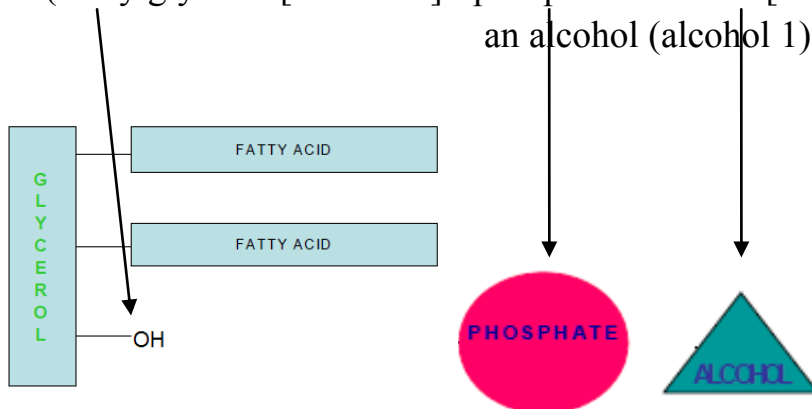 an alcohol (alcohol 1)
FATTY ACID
GLYCEROL
FATTY ACID
OH
PHOSPHATE
ALCOHOL